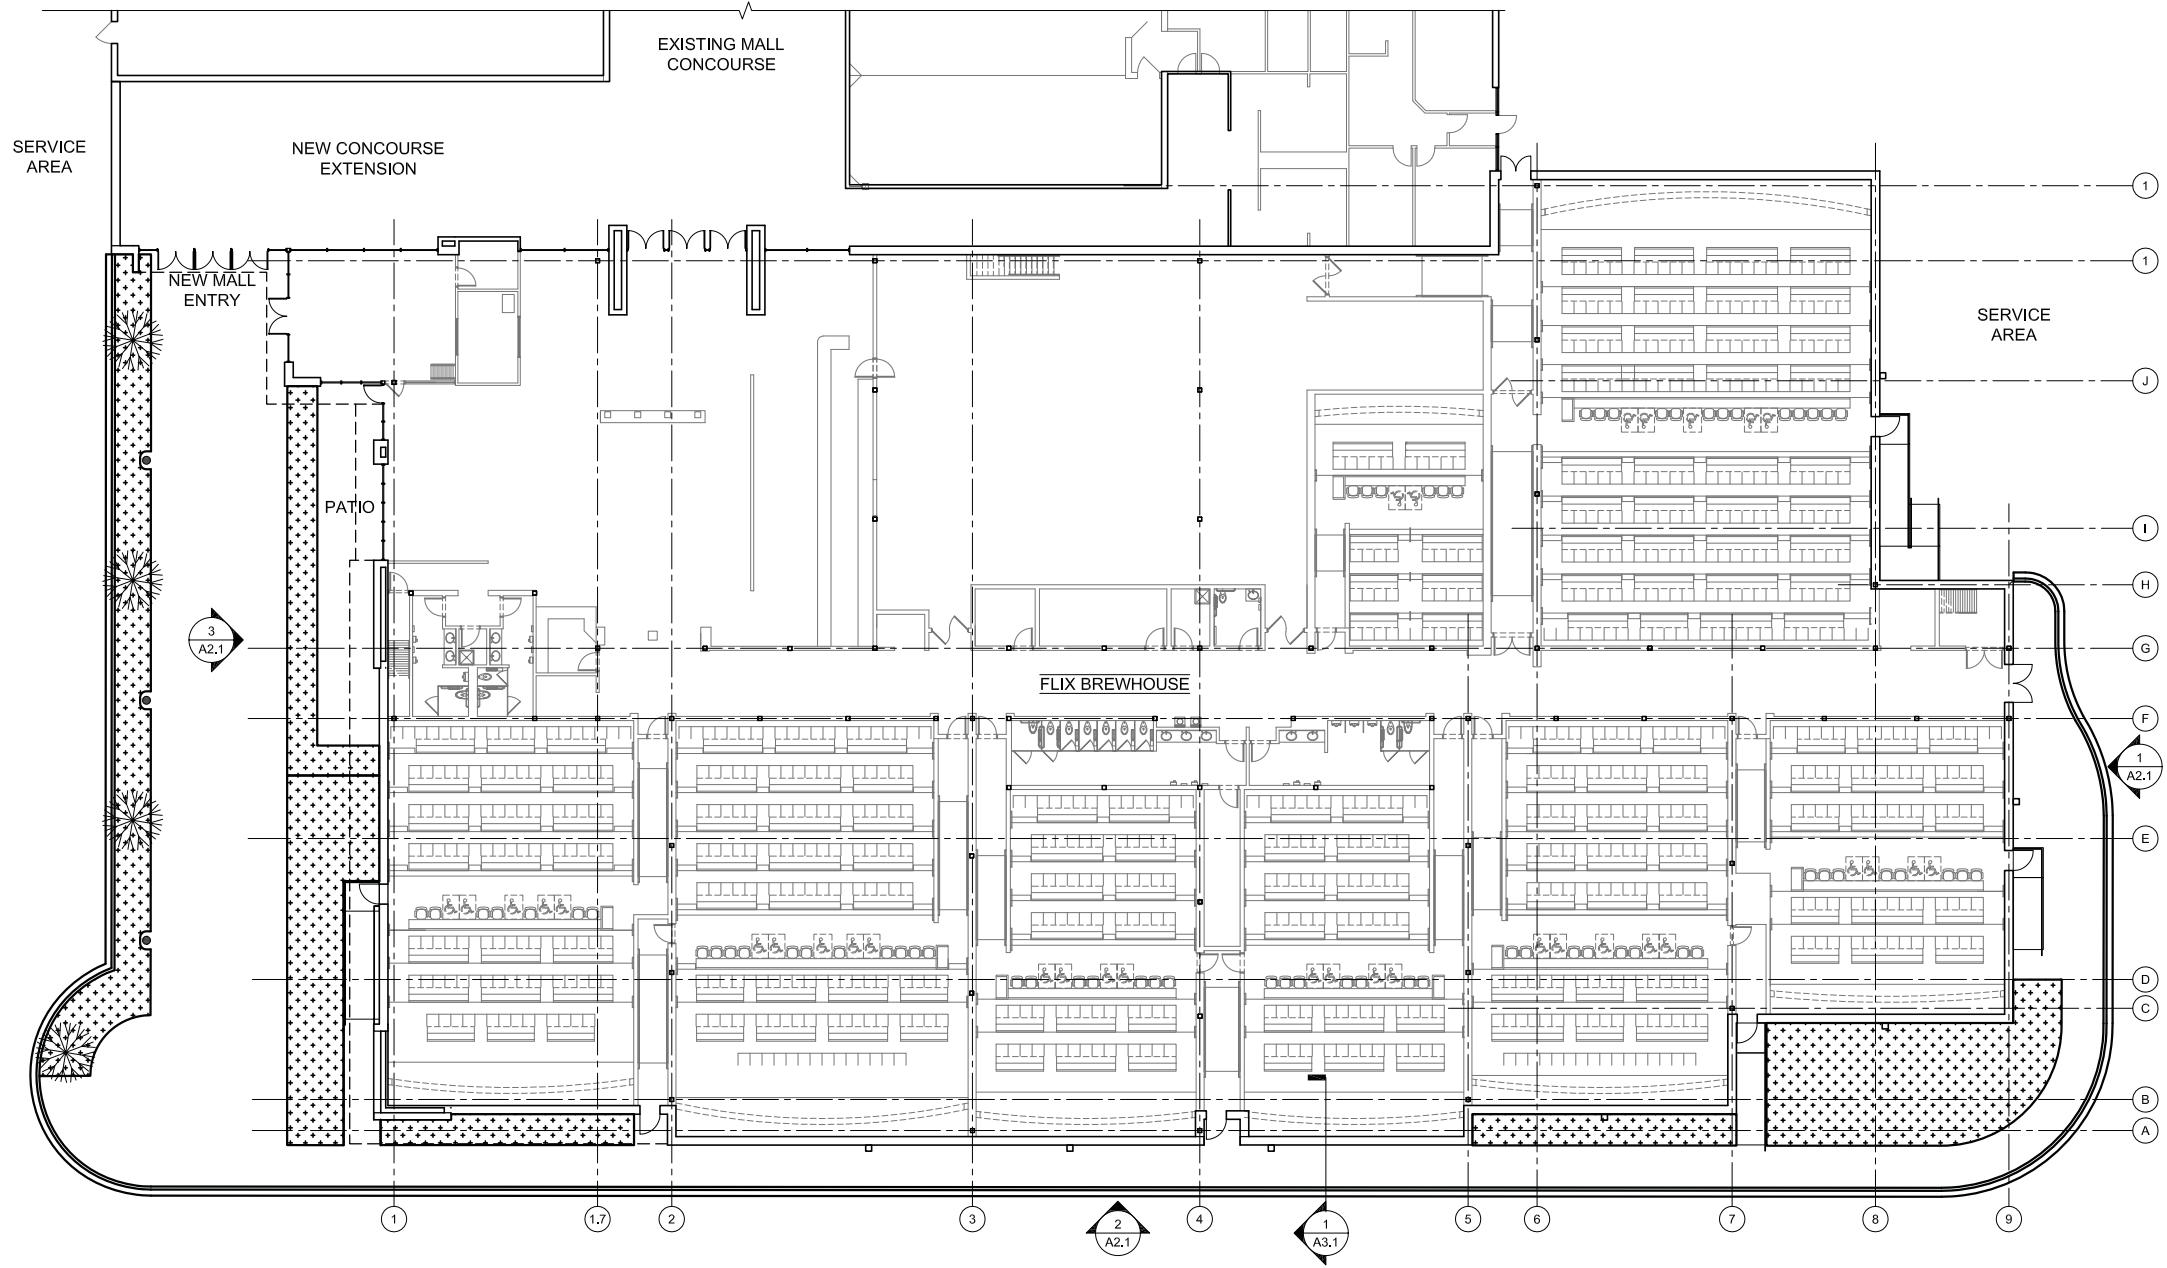 EXISTING MALL
CONCOURSE
SERVICE
AREA
NEW CONCOURSE
EXTENSION
1
1
NEW MALL
ENTRY
SERVICE
AREA
J
PATIO
I
H
3
A2.1
G
FLIX BREWHOUSE
F
1
A2.1
E
D
C
B
A
1
1.7
2
3
2
A2.1
4
1
A3.1
5
6
7
8
9